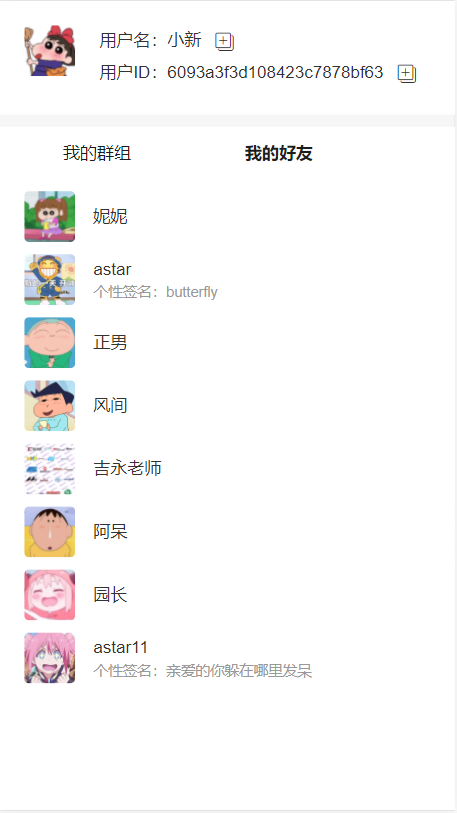 用户名：小新
用户ID：6093a3f3d108423c7878bf63
我的群组 我的好友
妮妮
astar
个性签名：butterfly
正男
风间
吉永老师
阿呆
园长
astar11
个性签名：亲爱的你躲在哪里发呆